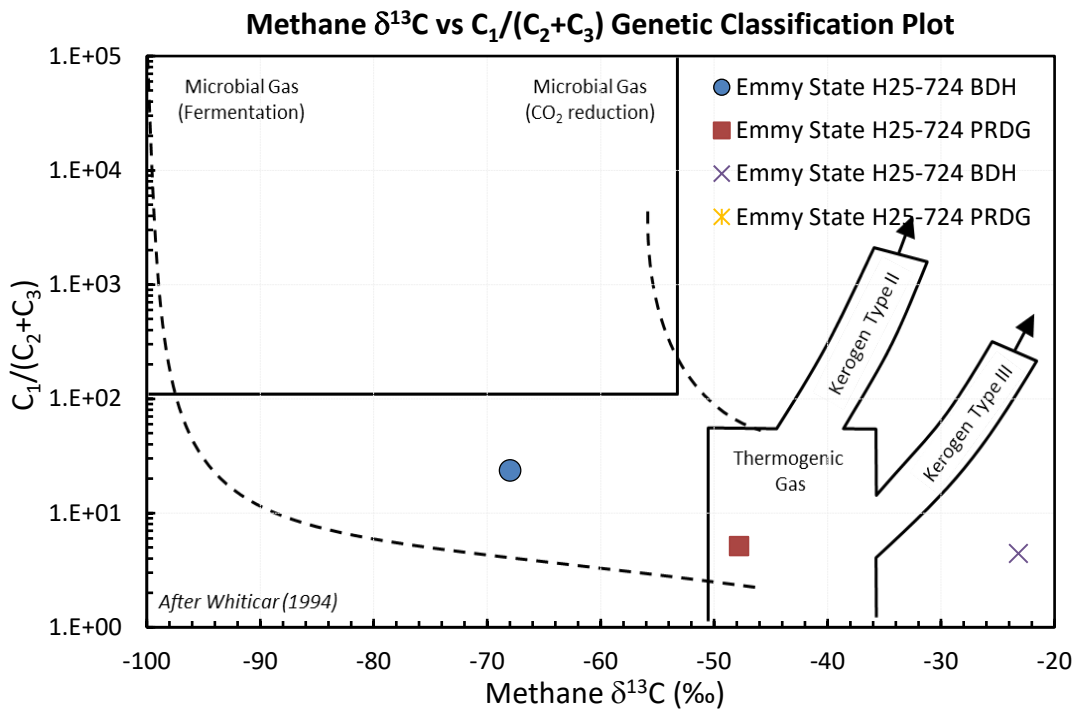 Methane δ¹³C vs C₁/(C₂+C₃) Genetic Classification Plot
1.E+05
1.E+04
1.E+03
1.E+02
1.E+01
1.E+00
C₁/(C₂+C₃)
Microbial Gas
(Fermentation)
Microbial Gas
(CO₂ reduction)
Emmy State H25-724 BDH
Emmy State H25-724 PRDG
Emmy State H25-724 BDH
Emmy State H25-724 PRDG
Kerogen Type II
Kerogen Type III
Thermogenic
Gas
After Whiticar (1994)
-100 -90 -80 -70 -60 -50 -40 -30 -20
Methane δ¹³C (‰)